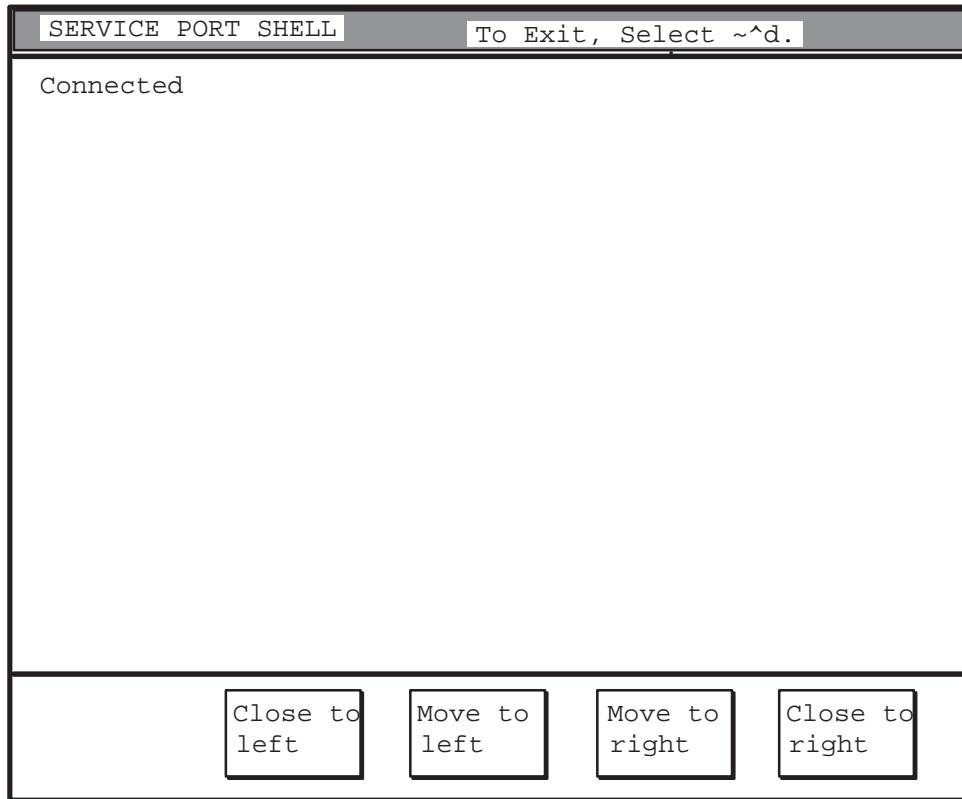 SERVICE PORT SHELL To Exit, Select ~^d.
Connected
Close to left
Move to left
Move to right
Close to right